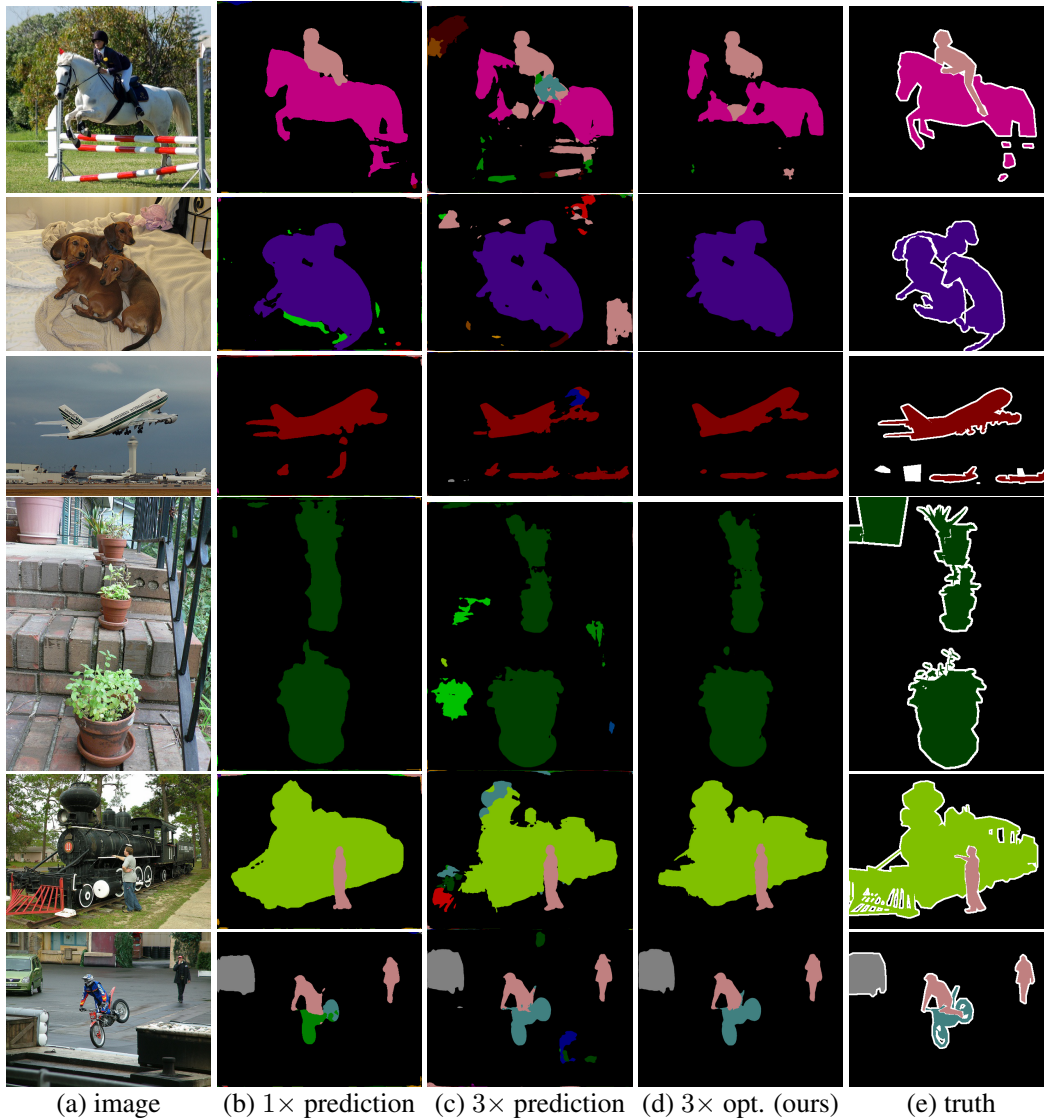 (a) image (b) 1× prediction (c) 3× prediction (d) 3× opt. (ours) (e) truth